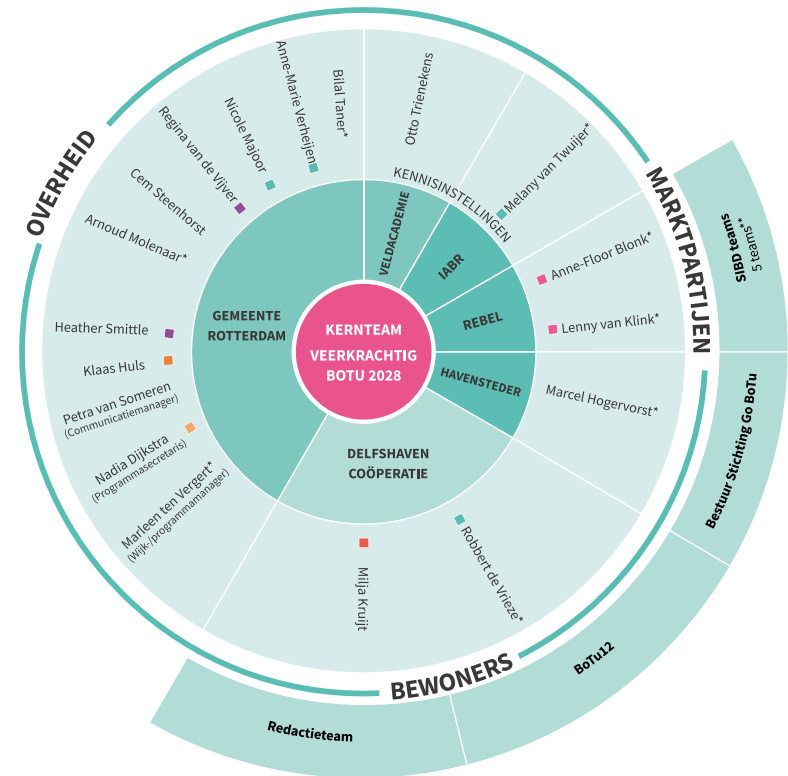 OVERHEID
MARKTPARTIJEN
BEWONERS
KENNISINSTELLINGEN
KERNTEAM
VEERKRACHTIG
BOTU 2028
GEMEENTE
ROTTERDAM
VELDACADEMIE
IABR
REBEL
HAVENSTEDER
DELFSHAVEN
COÖPERATIE
Otto Trienekens
Melany van Twuijer*
Anne-Floor Blonk*
Lenny van Klink*
Marcel Hogervorst*
Robbert de Vrieze*
Milja Kruijt
Marleen ten Vergert*
(Wijk-/programmamanager)
Nadia Dijkstra
(Programmasecretaris)
Petra van Someren
(Communicatiemanager)
Klaas Huls
Heather Smittle
Arnoud Molenaar*
Cem Steenhorst
Regina van de Vijver
Nicole Majoor
Anne-Marie Verheijen
Bilal Taner*
SIBD teams
5 teams**
Bestuur Stichting Go BoTu
BoTu12
Redactieteam